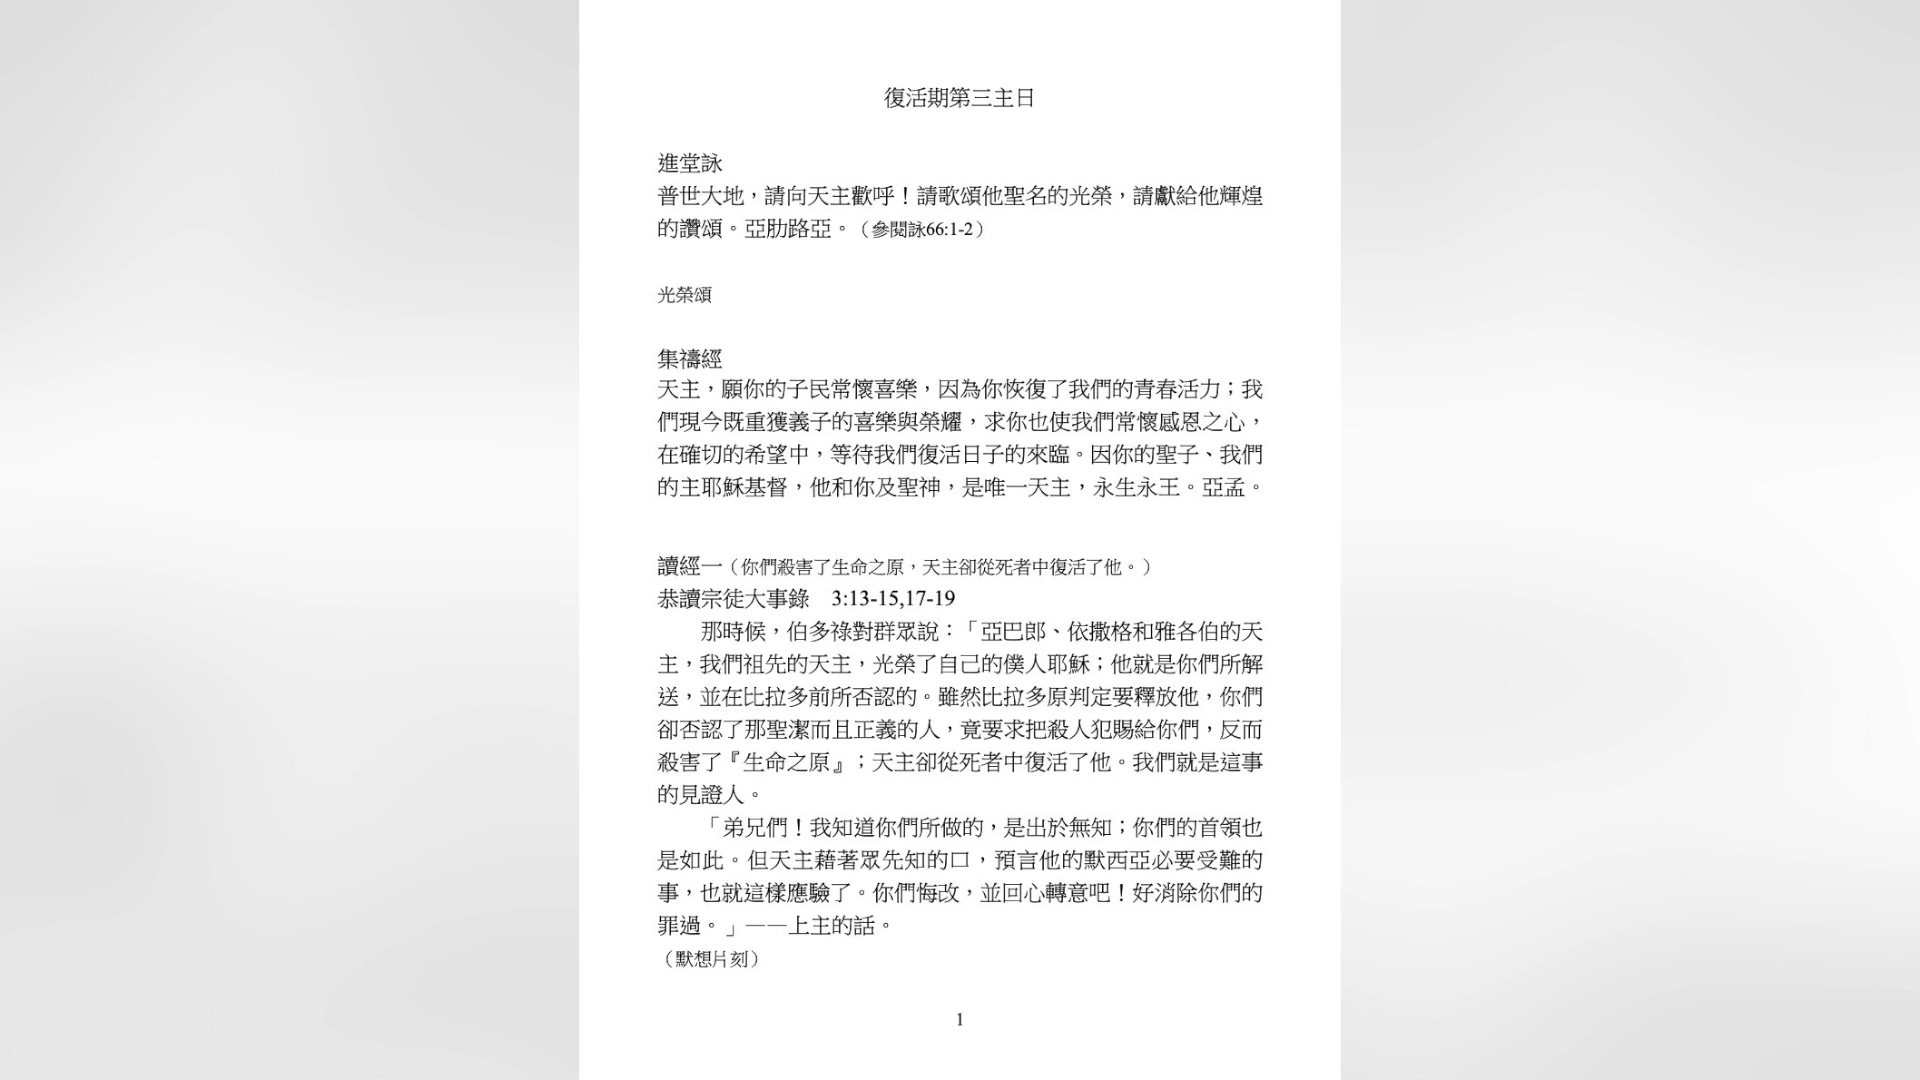 復活期第三主日
進堂詠
普世大地，請向天主歡呼！請歌頌他聖名的光榮，請獻給他輝煌
的讚頌。亞肋路亞。（參閱詠66:1-2）
光榮頌
集禱經
天主，願你的子民常懷喜樂，因為你恢復了我們的青春活力；我
們現今既重獲義子的喜樂與榮耀，求你也使我們常懷感恩之心，
在確切的希望中，等待我們復活日子的來臨。因你的聖子、我們
的主耶穌基督，他和你及聖神，是唯一天主，永生永王。亞孟。
讀經一（你們殺害了生命之原，天主卻從死者中復活了他。）
恭讀宗徒大事錄　3:13-15,17-19
那時候，伯多祿對群眾說：「亞巴郎、依撒格和雅各伯的天
主，我們祖先的天主，光榮了自己的僕人耶穌；他就是你們所解
送，並在比拉多前所否認的。雖然比拉多原判定要釋放他，你們
卻否認了那聖潔而且正義的人，竟要求把殺人犯賜給你們，反而
殺害了『生命之原』；天主卻從死者中復活了他。我們就是這事
的見證人。
「弟兄們！我知道你們所做的，是出於無知；你們的首領也
是如此。但天主藉著眾先知的口，預言他的默西亞必要受難的
事，也就這樣應驗了。你們悔改，並回心轉意吧！好消除你們的
罪過。」——上主的話。
（默想片刻）
1